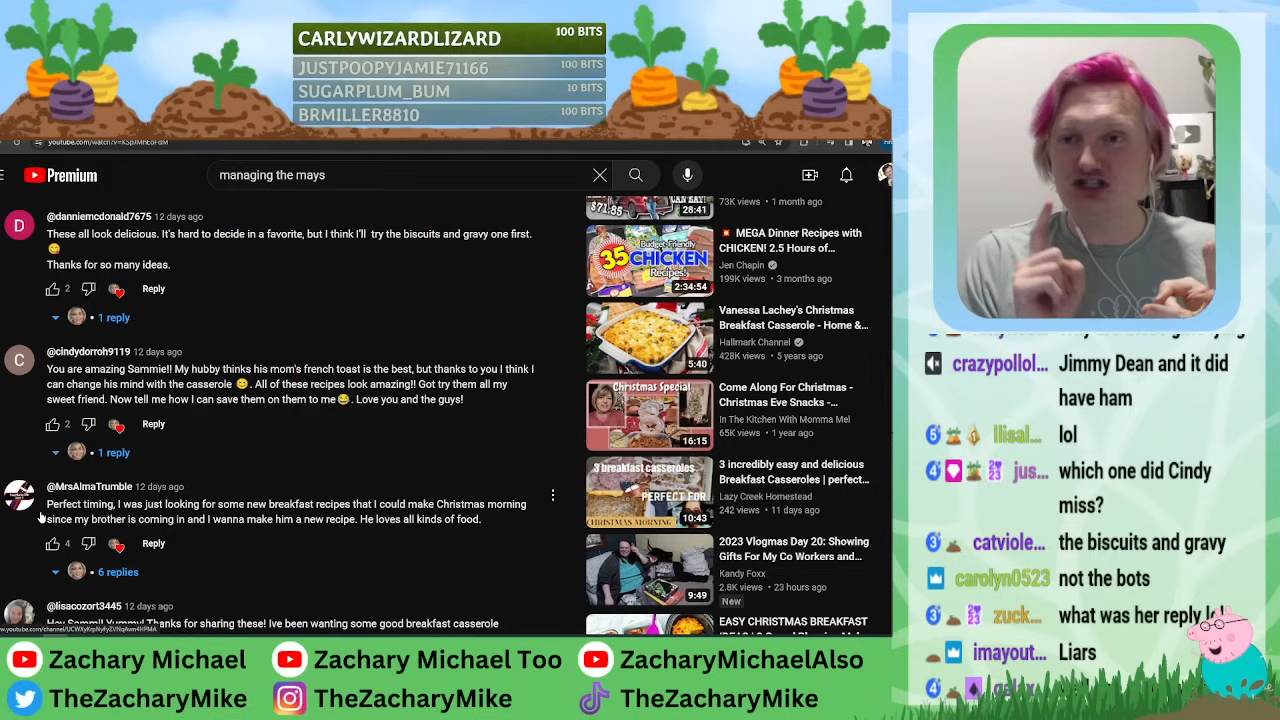 CARLYWIZARDLIZARD 100 BITS
JUSTPOOPYJAMIE71166 100 BITS
SUGARPLUM_BUM 10 BITS
BRMILLER8810 100 BITS
Premium
managing the mays
@danniemcdonald7675 12 days ago
These all look delicious. It's hard to decide in a favorite, but I think I'll try the biscuits and gravy one first.
😋
Thanks for so many ideas.
2 Reply
1 reply
@cindydorroh9119 12 days ago
You are amazing Sammi!! My hubby thinks his mom's french toast is the best, but thanks to you I think I
can change his mind with the casserole 😊. All of these recipes look amazing!! Got try them all my
sweet friend. Now tell me how I can save them on them to me😂. Love you and the guys!
2 Reply
1 reply
@MrsAlmaTrumble 12 days ago
Perfect timing, I was just looking for some new breakfast recipes that I could make Christmas morning
since my brother is coming in and I wanna make him a new recipe. He loves all kinds of food.
4 Reply
6 replies
@lisacozort3445 12 days ago
Hey Sammi! Yummy! Thanks for sharing these! Ive been wanting some good breakfast casserole
$71.85
CAN EAT!
28:41
73K views • 1 month ago
Budget-Friendly
35 CHICKEN
Recipes!
2:34:54
MEGA Dinner Recipes with
CHICKEN! 2.5 Hours of...
Jen Chapin
199K views • 3 months ago
5:40
Vanessa Lachey's Christmas
Breakfast Casserole - Home &...
Hallmark Channel
428K views • 5 years ago
Christmas Special
16:15
Come Along For Christmas -
Christmas Eve Snacks -...
In The Kitchen With Momma Mel
65K views • 1 year ago
3 breakfast casseroles
PERFECT FOR
CHRISTMAS MORNING
10:43
3 incredibly easy and delicious
Breakfast Casseroles | perfect...
Lazy Creek Homestead
242 views • 11 days ago
9:49
2023 Vlogmas Day 20: Showing
Gifts For My Co Workers and...
Kandy Foxx
2.8K views • 23 hours ago
New
EASY CHRISTMAS BREAKFAST
crazypollol... Jimmy Dean and it did
have ham
llisal... lol
jus... which one did Cindy
miss?
catviole... the biscuits and gravy
carolyn0523 not the bots
zuck... what was her reply lol
imayout... Liars
Zachary Michael
Zachary Michael Too
ZacharyMichaelAlso
TheZacharyMike
TheZacharyMike
TheZacharyMike